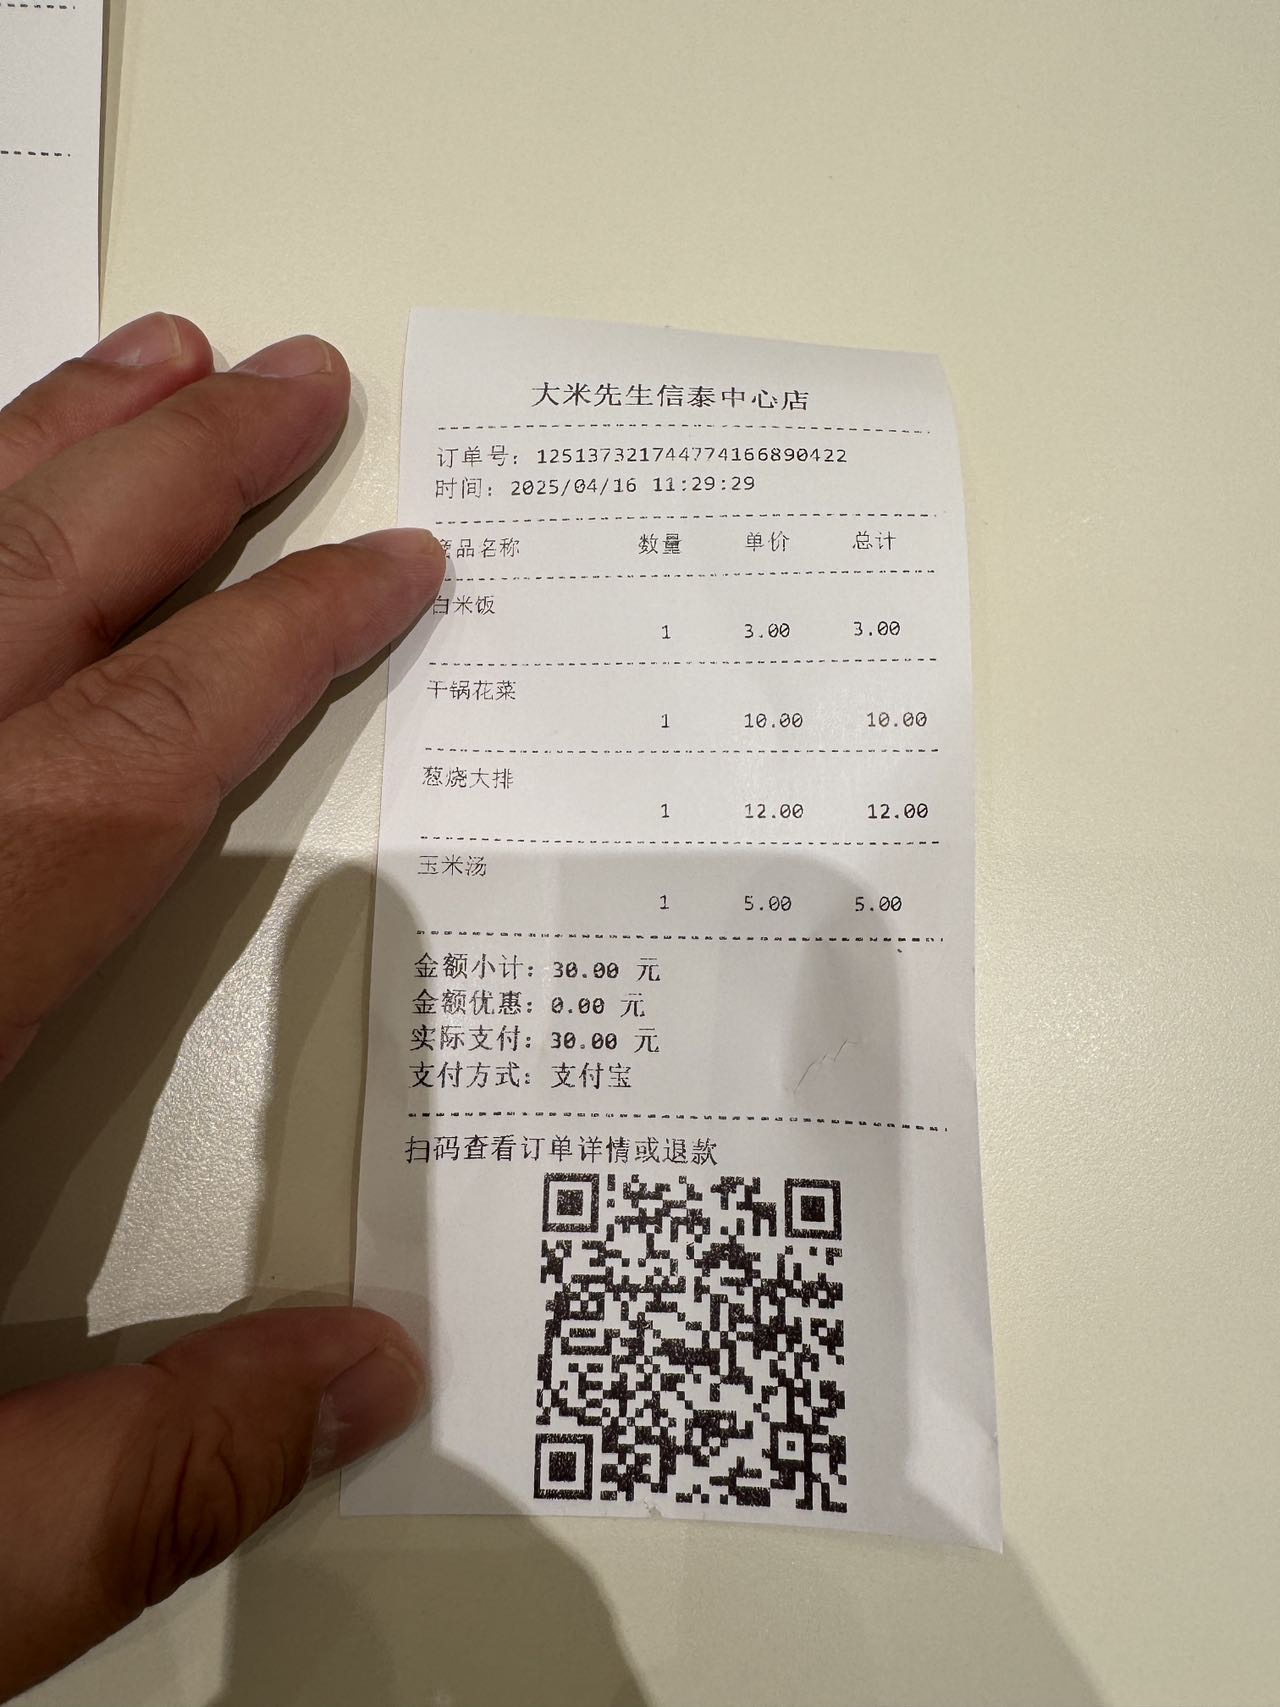 大米先生信泰中心店
订单号：125137321744774166890422
时间：2025/04/16 11:29:29
商品名称 数量 单价 总计
白米饭
1 3.00 3.00
干锅花菜
1 10.00 10.00
葱烧大排
1 12.00 12.00
玉米汤
1 5.00 5.00
金额小计：30.00 元
金额优惠：0.00 元
实际支付：30.00 元
支付方式：支付宝
扫码查看订单详情或退款